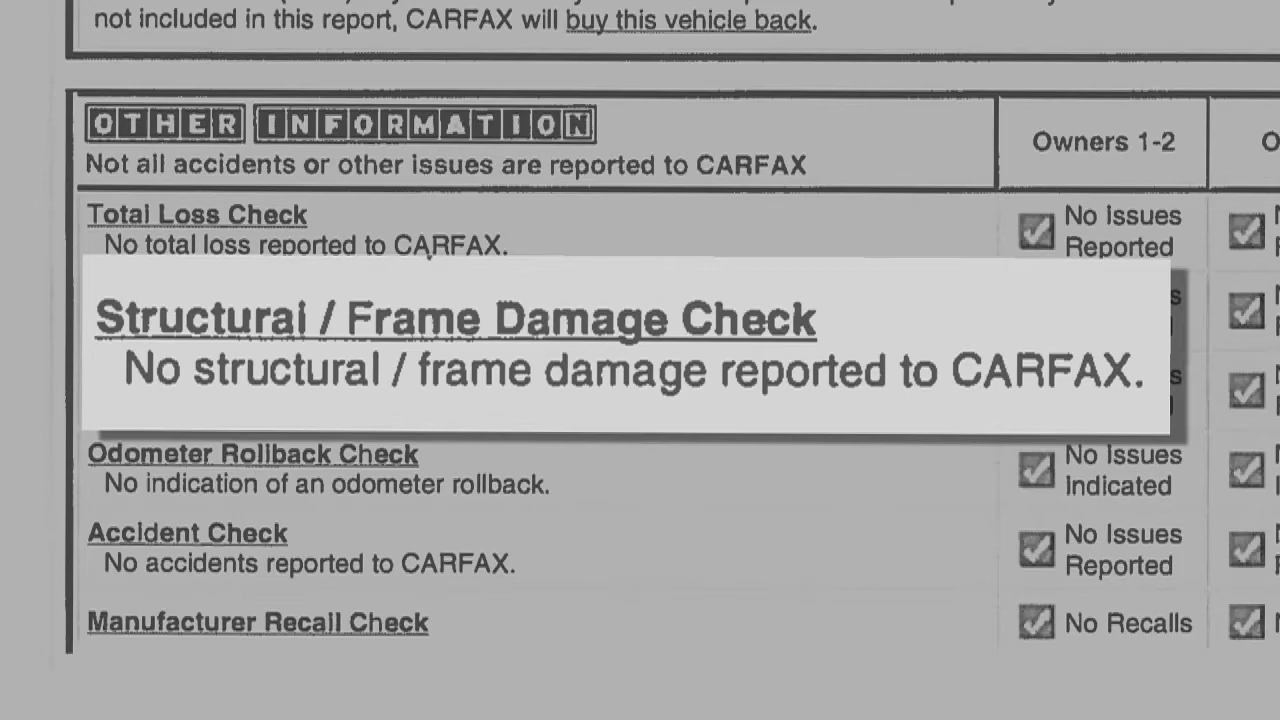 not included in this report, CARFAX will buy this vehicle back.
OTHER INFORMATION
Not all accidents or other issues are reported to CARFAX
Owners 1-2
Total Loss Check
No total loss reported to CARFAX.
No Issues
Reported
Structural / Frame Damage Check
No structural / frame damage reported to CARFAX.
Odometer Rollback Check
No indication of an odometer rollback.
No Issues
Indicated
Accident Check
No accidents reported to CARFAX.
No Issues
Reported
Manufacturer Recall Check
No Recalls